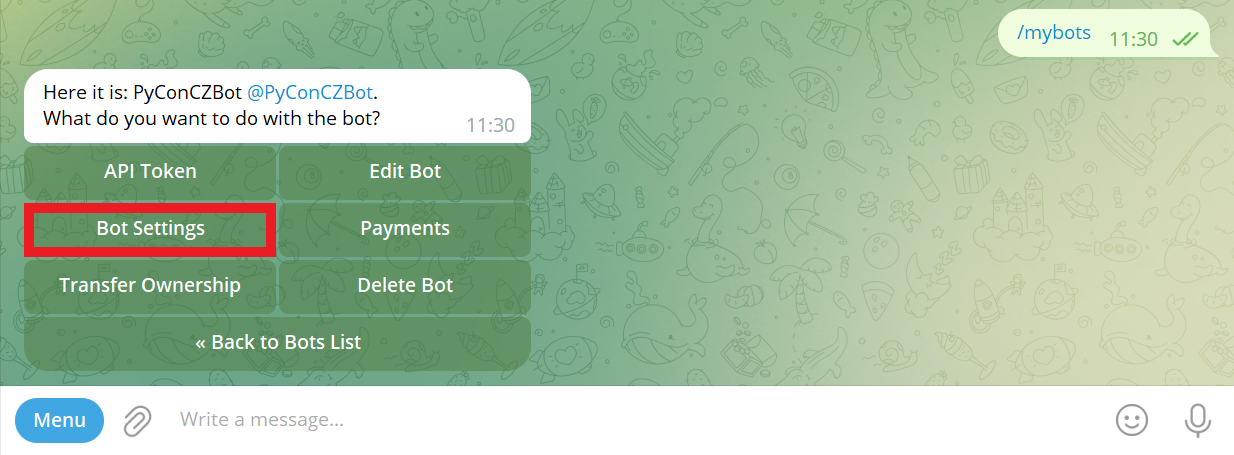 /mybots 11:30
Here it is: PyConCZBot @PyConCZBot.
What do you want to do with the bot? 11:30
API Token Edit Bot
Bot Settings Payments
Transfer Ownership Delete Bot
« Back to Bots List
Menu Write a message...